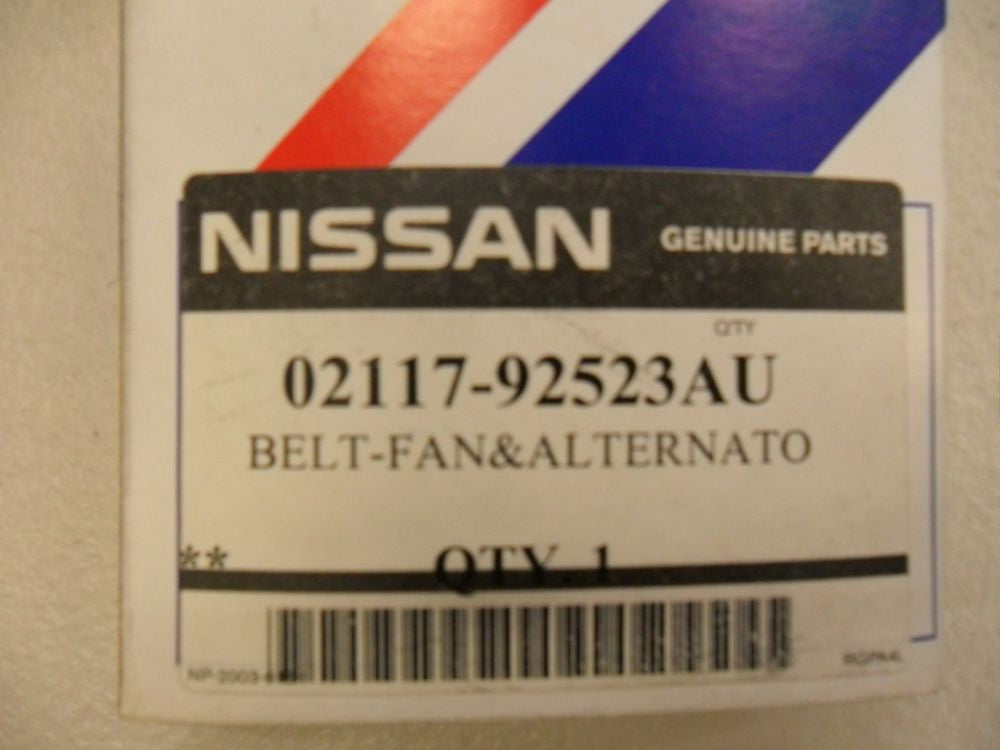 NISSAN GENUINE PARTS
QTY
02117-92523AU
BELT-FAN&ALTERNATO
**
QTY. 1